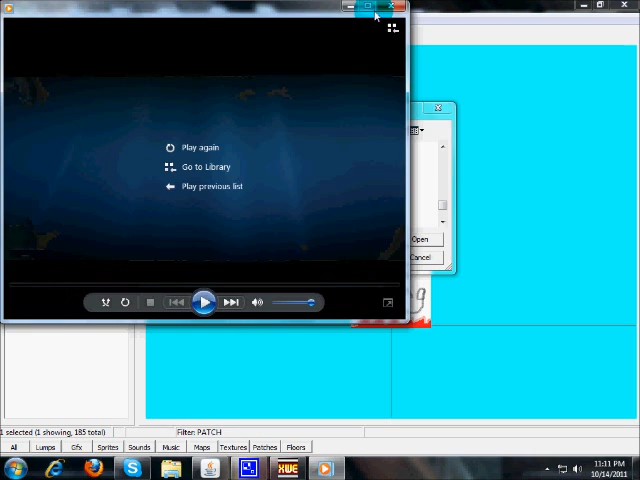 Play again
Go to Library
Play previous list
Open
Cancel
1 selected (1 showing, 185 total)
Filter: PATCH
All
Lumps
Gfx
Sprites
Sounds
Music
Maps
Textures
Patches
Floors
XWE
11:11 PM
10/14/2011